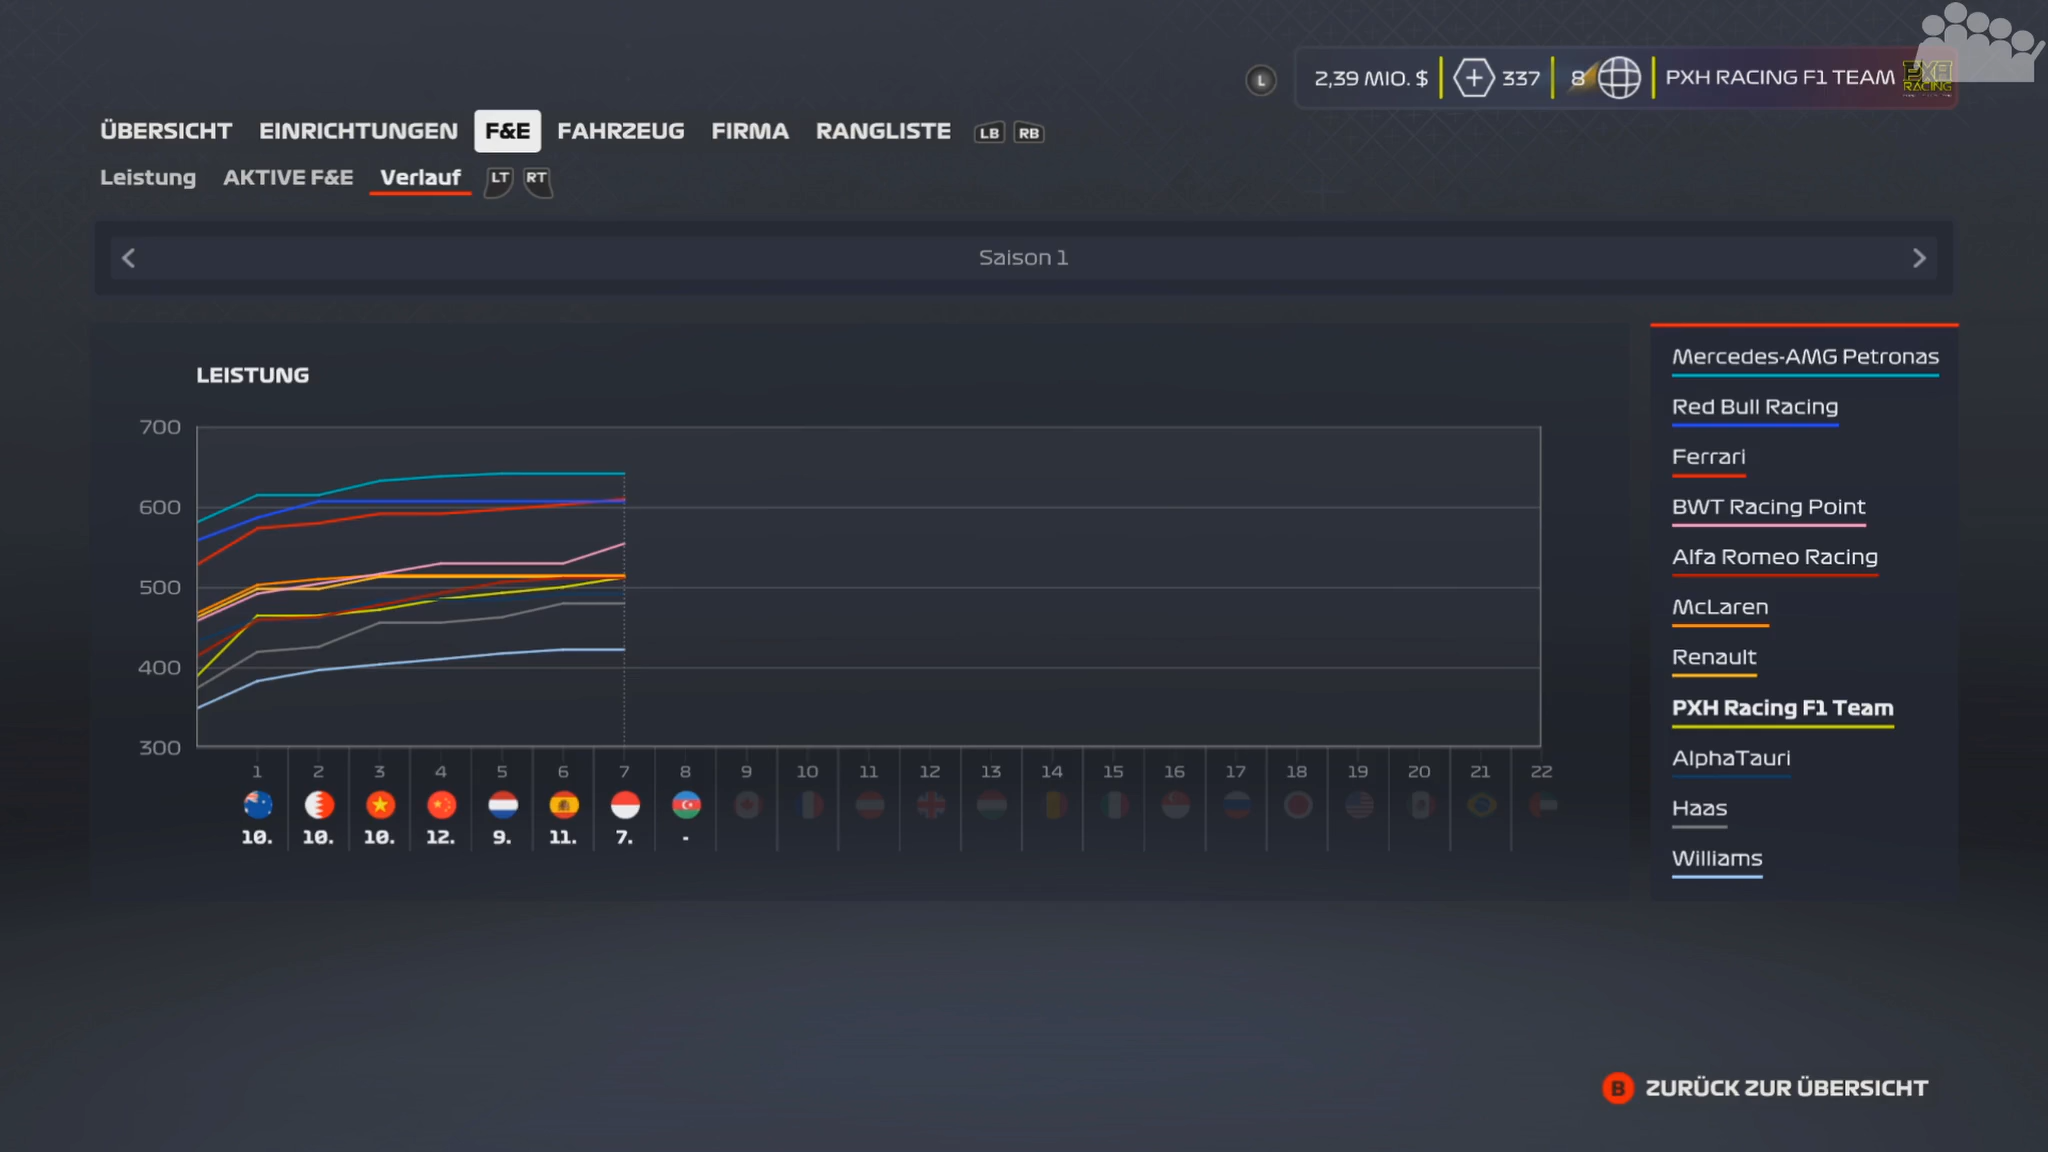 L 2,39 MIO. $ 337 8 PXH RACING F1 TEAM PXH RACING
ÜBERSICHT EINRICHTUNGEN F&E FAHRZEUG FIRMA RANGLISTE LB RB
Leistung AKTIVE F&E Verlauf LT RT
Saison 1
LEISTUNG
700
600
500
400
300
1 2 3 4 5 6 7 8 9 10 11 12 13 14 15 16 17 18 19 20 21 22
10. 10. 10. 12. 9. 11. 7. -
Mercedes-AMG Petronas
Red Bull Racing
Ferrari
BWT Racing Point
Alfa Romeo Racing
McLaren
Renault
PXH Racing F1 Team
AlphaTauri
Haas
Williams
B ZURÜCK ZUR ÜBERSICHT